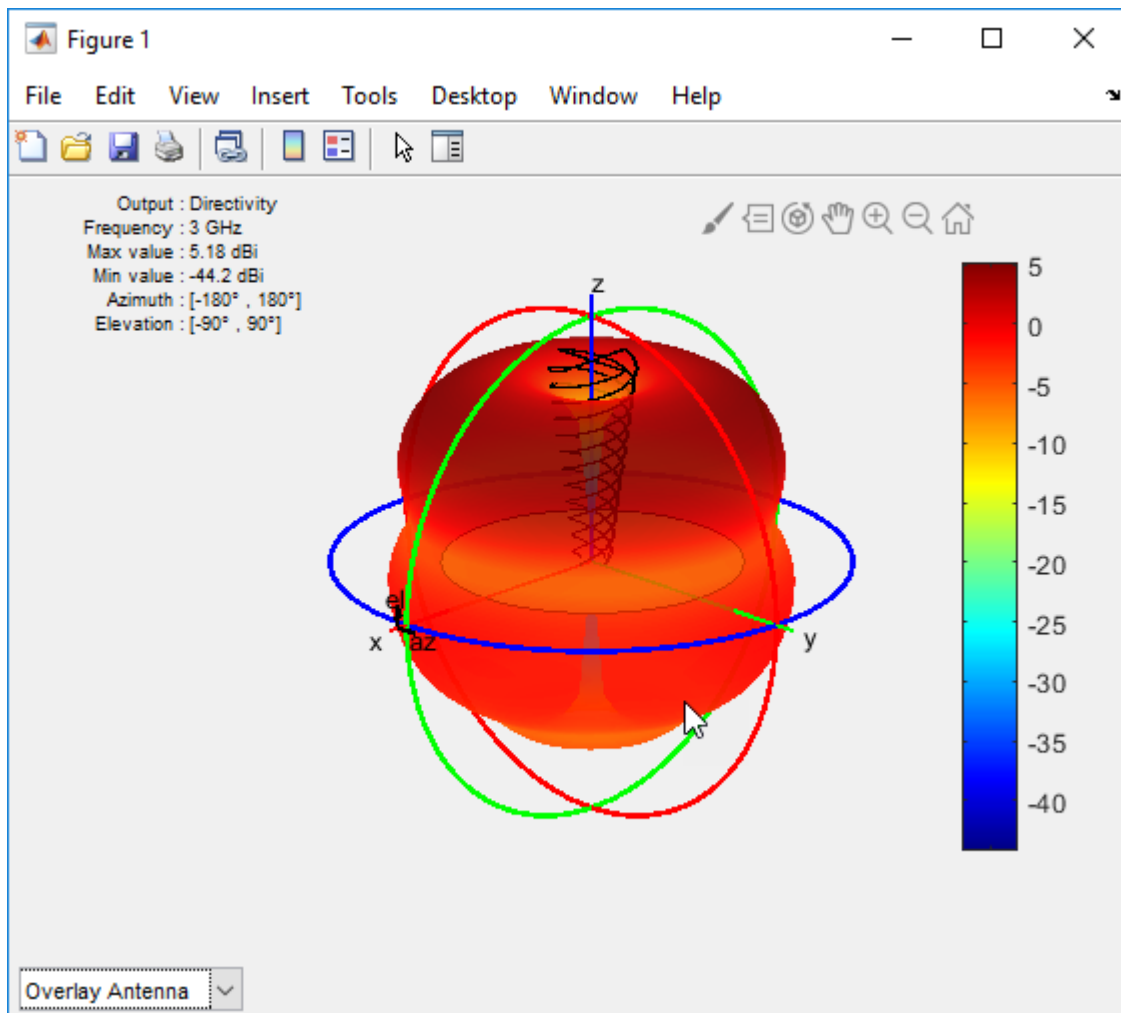 Figure 1
File Edit View Insert Tools Desktop Window Help
Output : Directivity
Frequency : 3 GHz
Max value : 5.18 dBi
Min value : -44.2 dBi
Azimuth : [-180° , 180°]
Elevation : [-90° , 90°]
z
el
x
az
y
5
0
-5
-10
-15
-20
-25
-30
-35
-40
Overlay Antenna